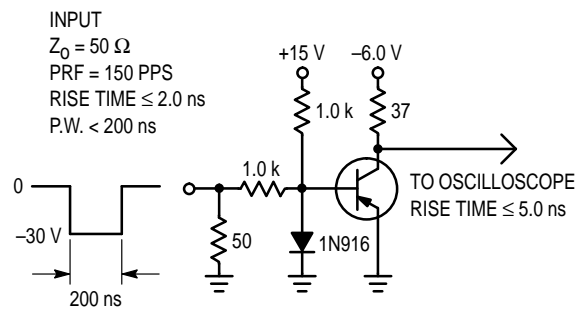 INPUT
Zo = 50 Ω
PRF = 150 PPS
RISE TIME ≤ 2.0 ns
P.W. < 200 ns
+15 V
–6.0 V
1.0 k
37
0
1.0 k
TO OSCILLOSCOPE
RISE TIME ≤ 5.0 ns
–30 V
50
1N916
200 ns